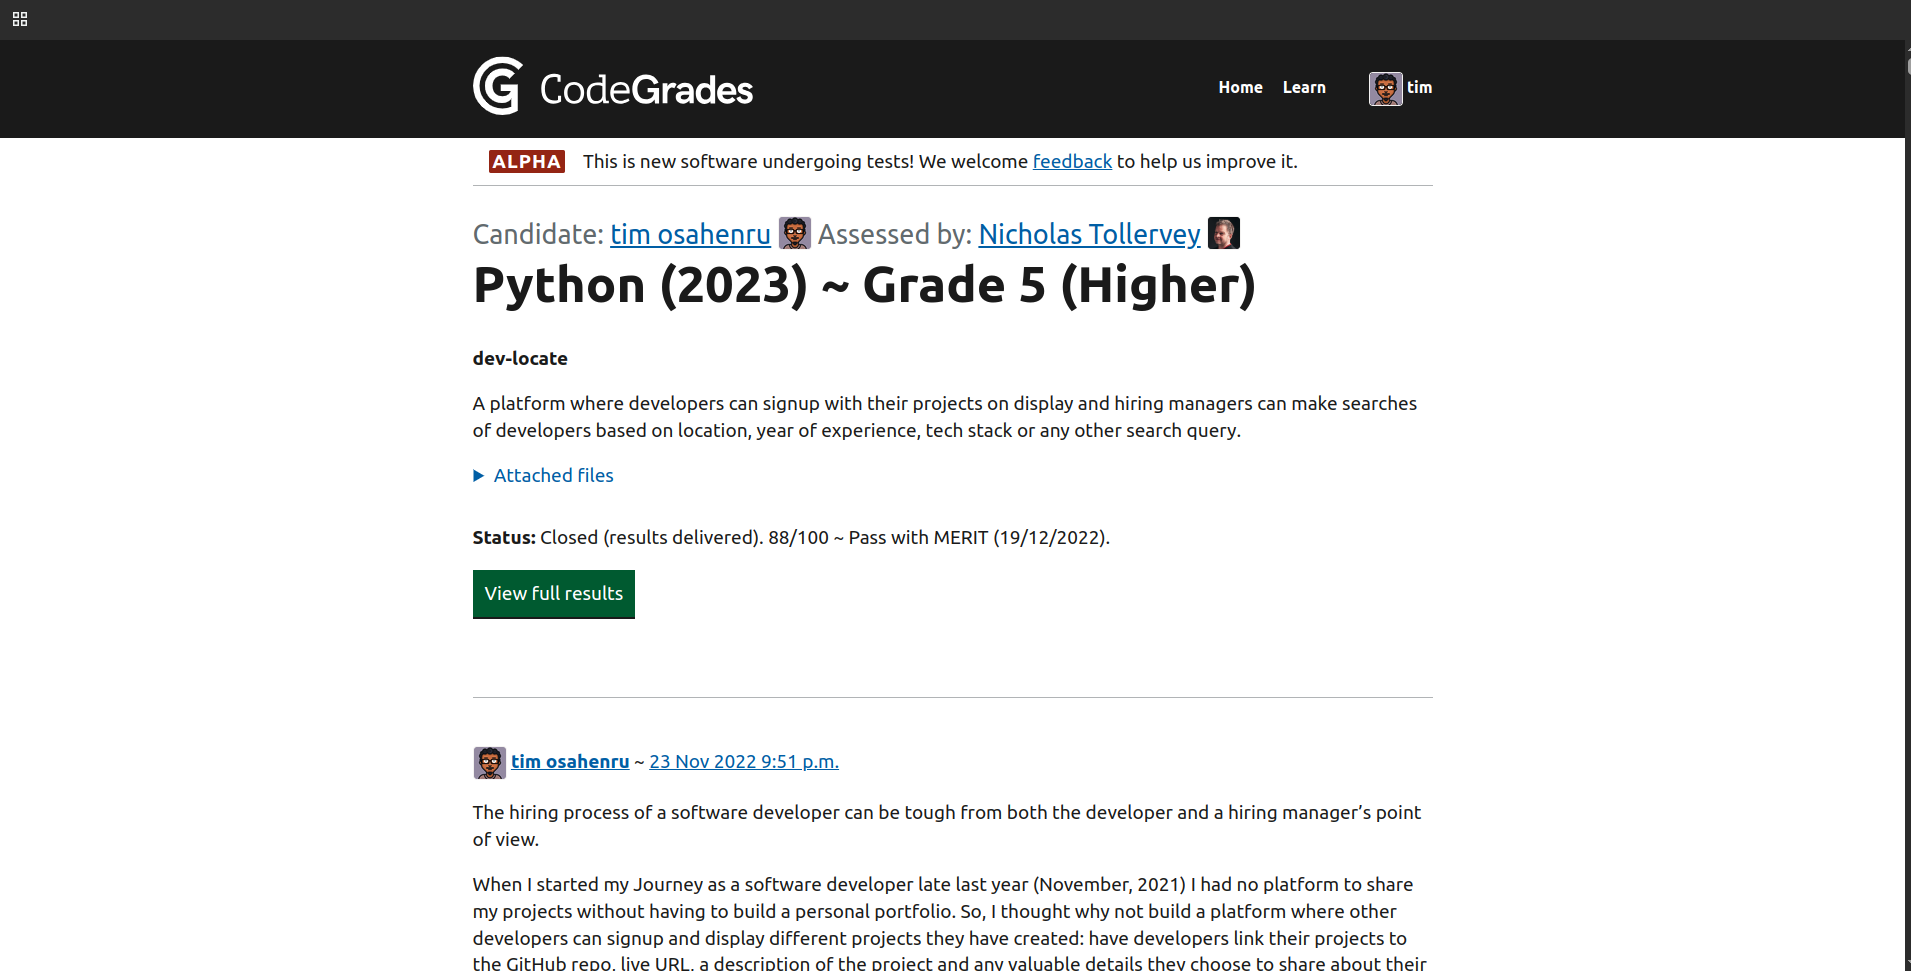 CodeGrades
Home Learn tim
ALPHA This is new software undergoing tests! We welcome feedback to help us improve it.
Candidate: tim osahenru Assessed by: Nicholas Tollervey
Python (2023) ~ Grade 5 (Higher)
dev-locate
A platform where developers can signup with their projects on display and hiring managers can make searches
of developers based on location, year of experience, tech stack or any other search query.
Attached files
Status: Closed (results delivered). 88/100 ~ Pass with MERIT (19/12/2022).
View full results
tim osahenru ~ 23 Nov 2022 9:51 p.m.
The hiring process of a software developer can be tough from both the developer and a hiring manager’s point
of view.
When I started my Journey as a software developer late last year (November, 2021) I had no platform to share
my projects without having to build a personal portfolio. So, I thought why not build a platform where other
developers can signup and display different projects they have created: have developers link their projects to
the GitHub repo, live URL, a description of the project and any valuable details they choose to share about their